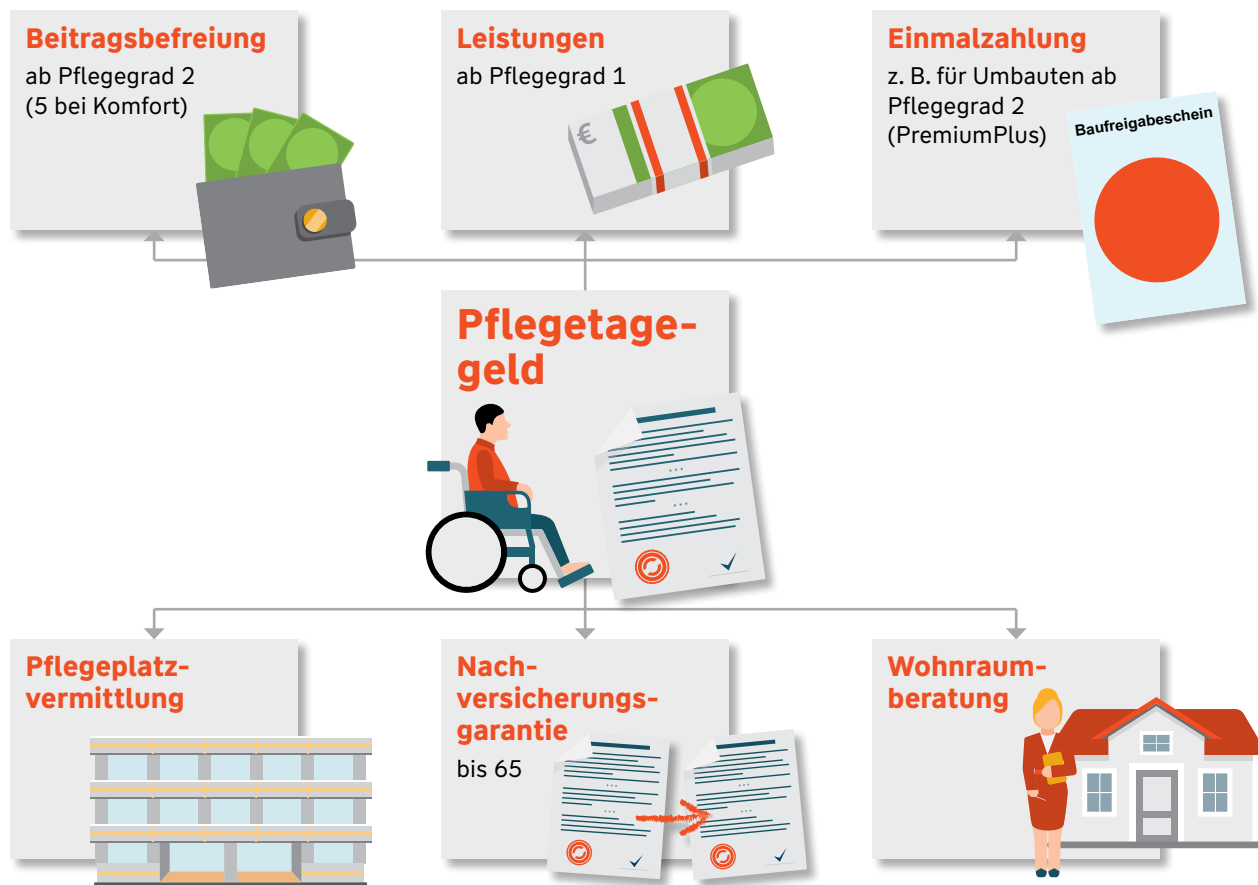 Beitragsbefreiung
ab Pflegegrad 2
(5 bei Komfort)
Leistungen
ab Pflegegrad 1
€
Einmalzahlung
z. B. für Umbauten ab
Pflegegrad 2
(PremiumPlus)
Baufreigabeschein
Pflegetage-
geld
Pflegeplatz-
vermittlung
Nach-
versicherungs-
garantie
bis 65
Wohnraum-
beratung